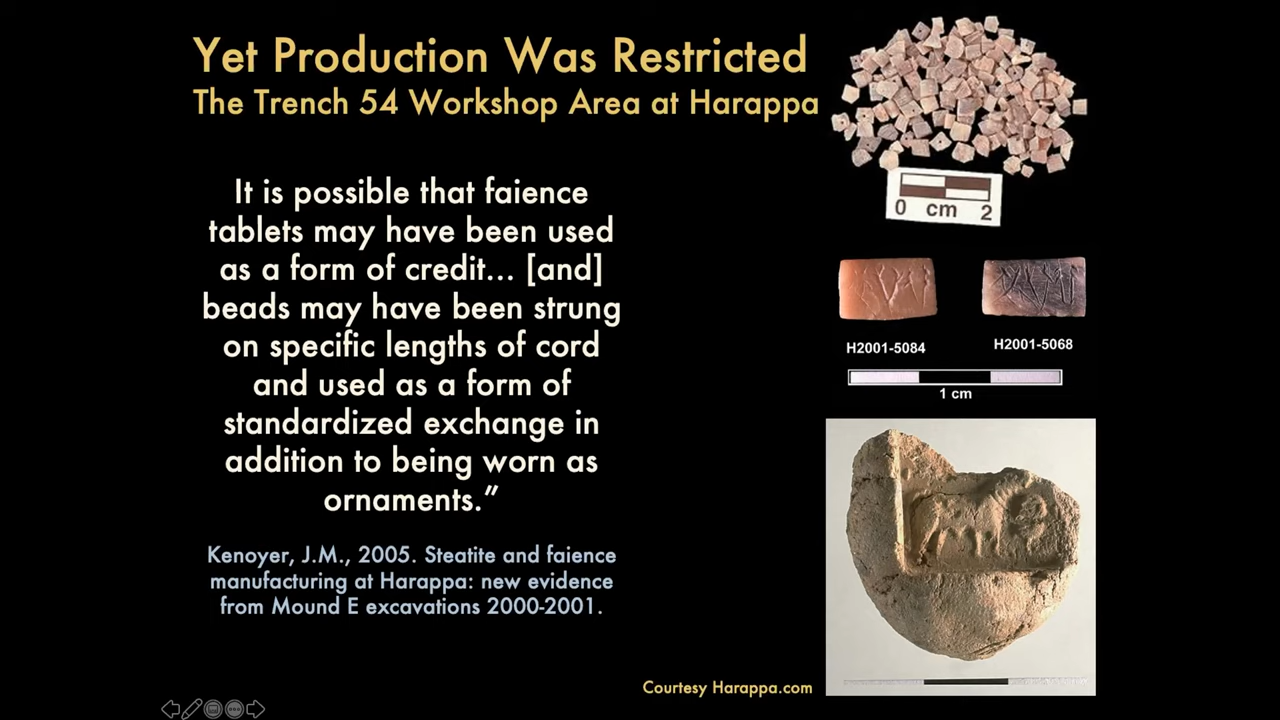 Yet Production Was Restricted
The Trench 54 Workshop Area at Harappa
It is possible that faience
tablets may have been used
as a form of credit... [and]
beads may have been strung
on specific lengths of cord
and used as a form of
standardized exchange in
addition to being worn as
ornaments.”
Kenoyer, J.M., 2005. Steatite and faience
manufacturing at Harappa: new evidence
from Mound E excavations 2000-2001.
0 cm 2
H2001-5084
H2001-5068
1 cm
Courtesy Harappa.com